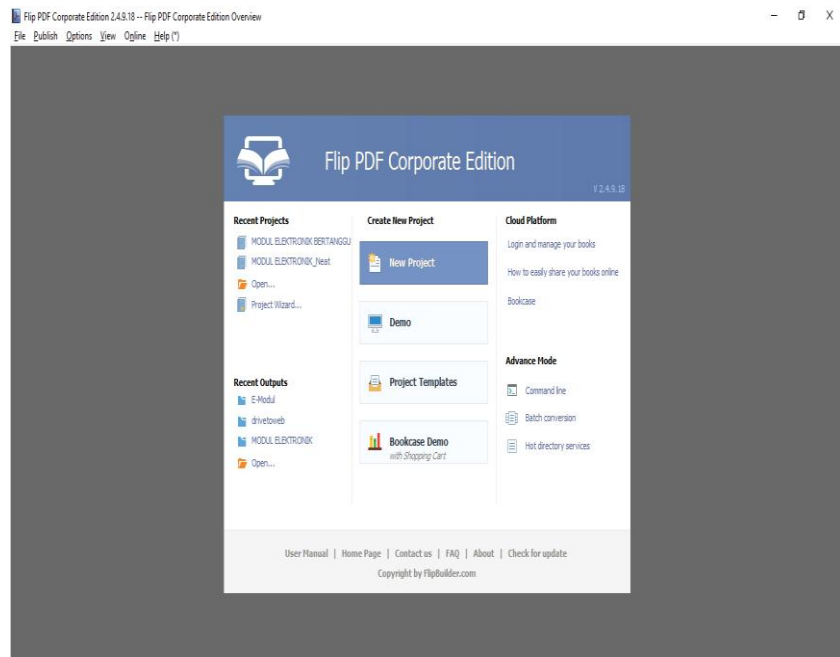 Flip PDF Corporate Edition 2.4.9.18 -- Flip PDF Corporate Edition Overview
File Publish Options View Online Help (*)
Flip PDF Corporate Edition
V 2.4.9.18
Recent Projects
MODUL ELEKTRONIK BERTANGGU
MODUL ELEKTRONIK_Neat
Open...
Project Wizard...
Recent Outputs
E-Modul
drivetoweb
MODUL ELEKTRONIK
Open...
Create New Project
New Project
Demo
Project Templates
Bookcase Demo
with Shopping Cart
Cloud Platform
Login and manage your books
How to easily share your books online
Bookcase
Advance Mode
Command line
Batch conversion
Hot directory services
User Manual | Home Page | Contact us | FAQ | About | Check for update
Copyright by FlipBuilder.com